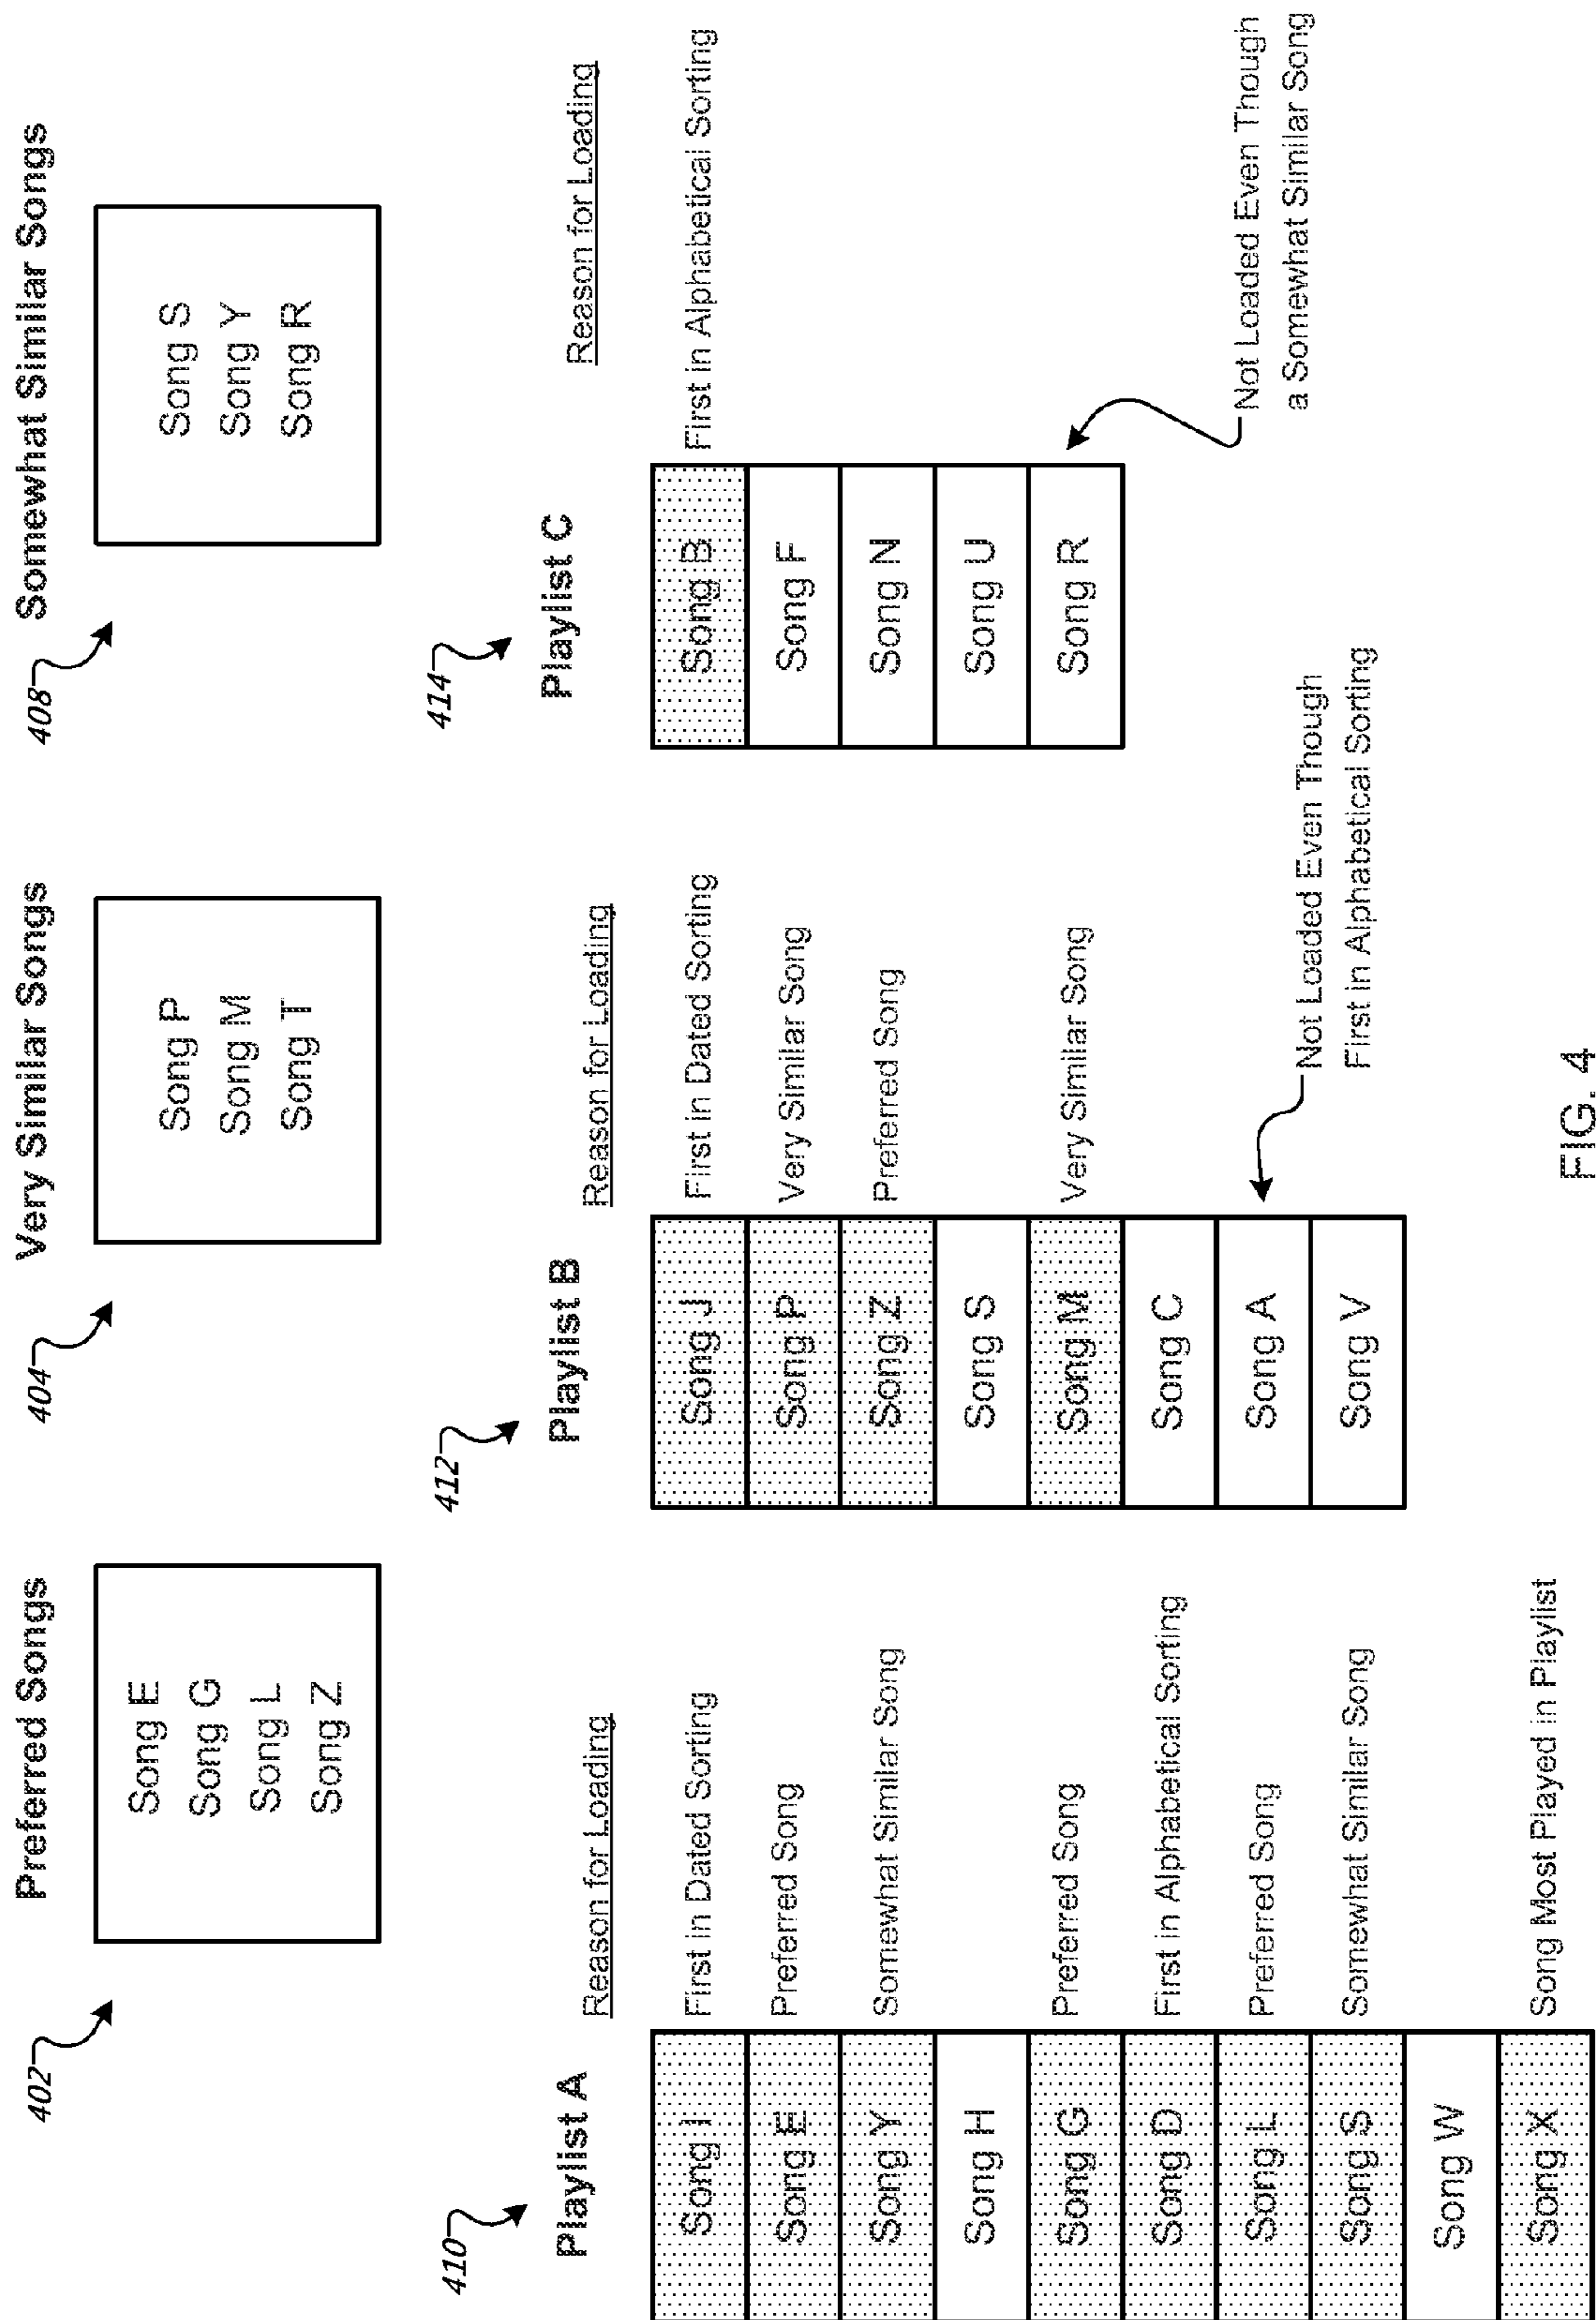 402
Preferred Songs
Song E
Song G
Song L
Song Z
404
Very Similar Songs
Song P
Song M
Song T
408
Somewhat Similar Songs
Song S
Song Y
Song R
410
Playlist A
Reason for Loading
Song I First in Dated Sorting
Song E Preferred Song
Song Y Somewhat Similar Song
Song H
Song G Preferred Song
Song D First in Alphabetical Sorting
Song L Preferred Song
Song S Somewhat Similar Song
Song W
Song X Song Most Played in Playlist
412
Playlist B
Reason for Loading
Song J First in Dated Sorting
Song P Very Similar Song
Song Z Preferred Song
Song S
Song M Very Similar Song
Song C
Song A
Song V
Not Loaded Even Though
First in Alphabetical Sorting
414
Playlist C
Reason for Loading
Song B First in Alphabetical Sorting
Song F
Song N
Song U
Song R
Not Loaded Even Though
a Somewhat Similar Song
FIG. 4